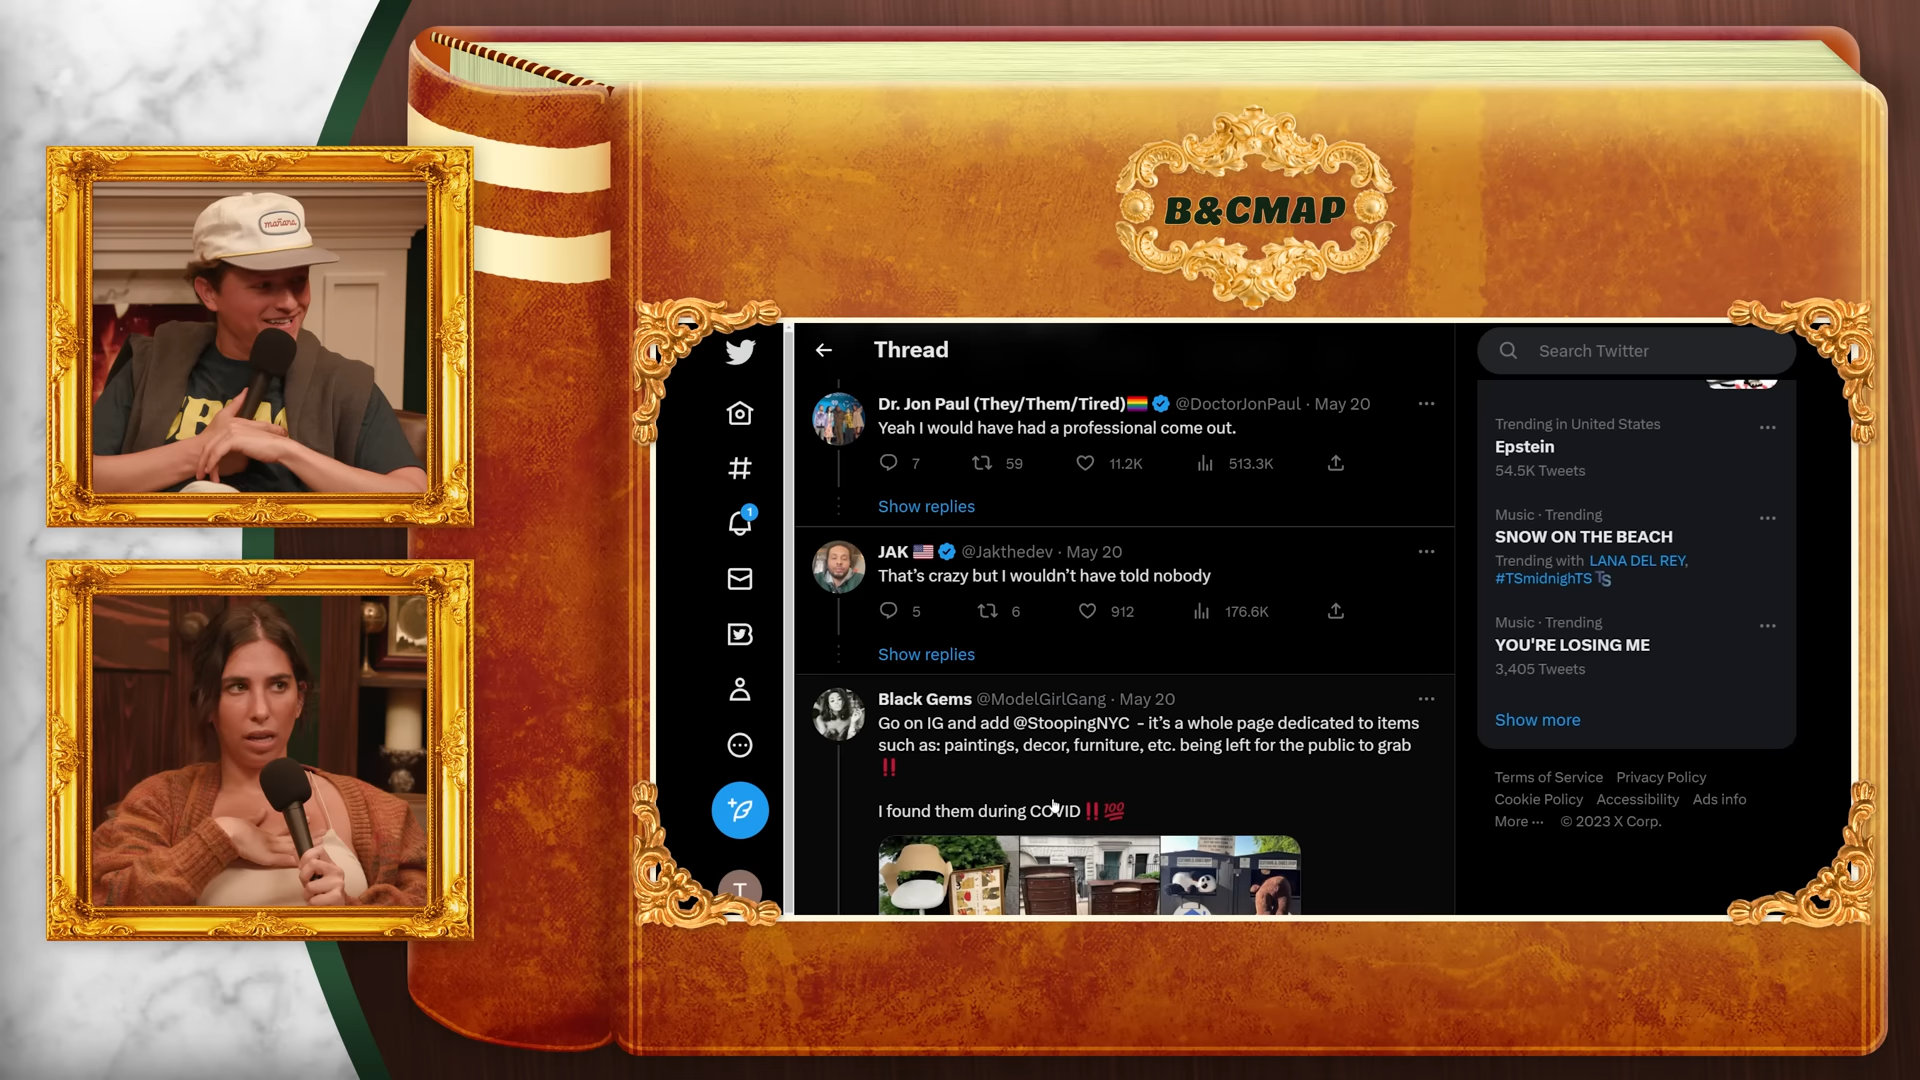 mañana
B&CMAP
Thread
Search Twitter
Dr. Jon Paul (They/Them/Tired)🏳️‍🌈 @DoctorJonPaul · May 20
Yeah I would have had a professional come out.
7 59 11.2K 513.3K
Show replies
JAK 🇺🇸 @Jakthedev · May 20
That’s crazy but I wouldn’t have told nobody
5 6 912 176.6K
Show replies
Black Gems @ModelGirlGang · May 20
Go on IG and add @StoopingNYC - it’s a whole page dedicated to items
such as: paintings, decor, furniture, etc. being left for the public to grab
‼️
I found them during COVID ‼️💯
1
T
Trending in United States
Epstein
54.5K Tweets
Music · Trending
SNOW ON THE BEACH
Trending with LANA DEL REY,
#TSmidnighTS
Music · Trending
YOU'RE LOSING ME
3,405 Tweets
Show more
Terms of Service Privacy Policy
Cookie Policy Accessibility Ads info
More ··· © 2023 X Corp.